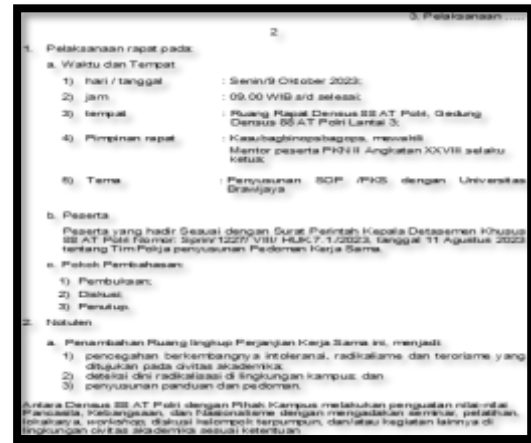 3. Pelaksanaan .....
2
1. Pelaksanaan rapat pada:
a. Waktu dan Tempat
1) hari / tanggal : Senin/9 Oktober 2023;
2) jam : 09.00 WIB s/d selesai;
3) tempat : Ruang Rapat Densus 88 AT Polri, Gedung
Densus 88 AT Polri Lantai 3;
4) Pimpinan rapat : Kasubagbinopsbagops, mewakili
Mentor peserta PKN II Angkatan XXVIII selaku
ketua;
5) Tema : Penyusunan SOP /PKS dengan Universitas
Brawijaya
b. Peserta
Peserta yang hadir Sesuai dengan Surat Perintah Kepala Detasemen Khusus
88 AT Polri Nomor: Sprin/1227/ VIII/ HUK.7.1./2023, tanggal 11 Agustus 2023
tentang Tim Pokja penyusunan Pedoman Kerja Sama.
c. Pokok Pembahasan:
1) Pembukaan;
2) Diskusi;
3) Penutup.
2. Notulen
a. Penambahan Ruang lingkup Perjanjian Kerja Sama ini, menjadi:
1) pencegahan berkembangnya intoleransi, radikalisme dan terorisme yang
ditujukan pada civitas akademika;
2) deteksi dini radikalisasi di lingkungan kampus; dan
3) penyusunan panduan dan pedoman.
Antara Densus 88 AT Polri dengan Pihak Kampus melakukan penguatan nilai-nilai
Pancasila, Kebangsaan, dan Nasionalisme dengan mengadakan seminar, pelatihan,
lokakarya, workshop, diskusi kelompok terpumpun, dan/atau kegiatan lainnya di
lingkungan civitas akademika sesuai ketentuan